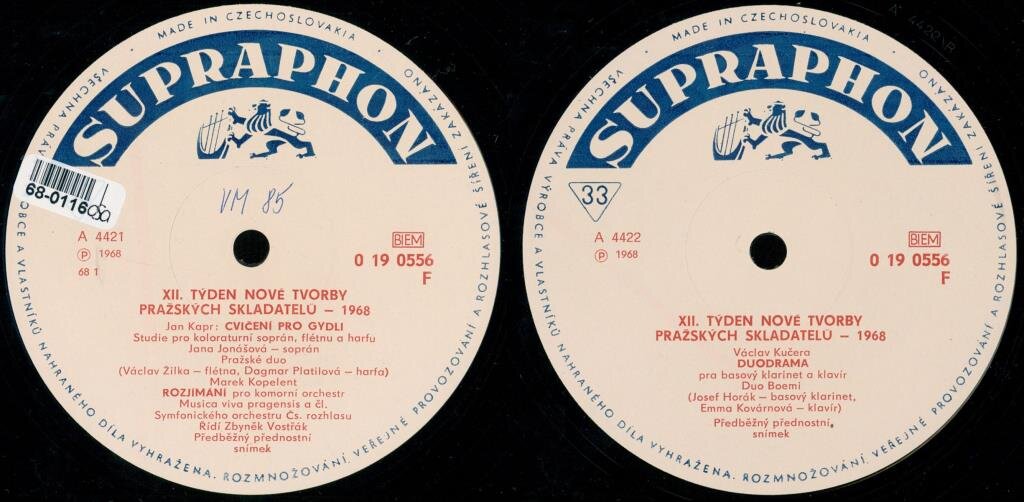 MADE IN CZECHOSLOVAKIA
VŠECHNA PRÁVA VÝROBCE A VLASTNÍKŮ NAHRANÉHO DÍLA VYHRAŽENA. ROZMNOŽOVÁNÍ, VEŘEJNÉ PROVOZOVÁNÍ A ROZHLASOVÉ ŠÍŘENÍ ZAKÁZÁNO
SUPRAPHON
68-0116
VM 85
A 4421
BIEM
Ⓟ 1968
0 19 0556
68 1
F
XII. TÝDEN NOVÉ TVORBY
PRAŽSKÝCH SKLADATELŮ – 1968
Jan Kapr: CVIČENÍ PRO GYDLI
Studie pro koloraturní soprán, flétnu a harfu
Jana Jonášová – soprán
Pražské duo
(Václav Žilka – flétna, Dagmar Platilová – harfa)
Marek Kopelent
ROZJÍMÁNÍ pro komorní orchestr
Musica viva pragensis a čl.
Symfonického orchestru Čs. rozhlasu
Řídí Zbyněk Vostřák
Předběžný přednostní
snímek
MADE IN CZECHOSLOVAKIA
VŠECHNA PRÁVA VÝROBCE A VLASTNÍKŮ NAHRANÉHO DÍLA VYHRAŽENA. ROZMNOŽOVÁNÍ, VEŘEJNÉ PROVOZOVÁNÍ A ROZHLASOVÉ ŠÍŘENÍ ZAKÁZÁNO
SUPRAPHON
33
A 4422
BIEM
Ⓟ 1968
0 19 0556
F
XII. TÝDEN NOVÉ TVORBY
PRAŽSKÝCH SKLADATELŮ – 1968
Václav Kučera
DUODRAMA
pra basový klarinet a klavír
Duo Boemi
(Josef Horák – basový klarinet,
Emma Kovárnová – klavír)
Předběžný přednostní
snímek